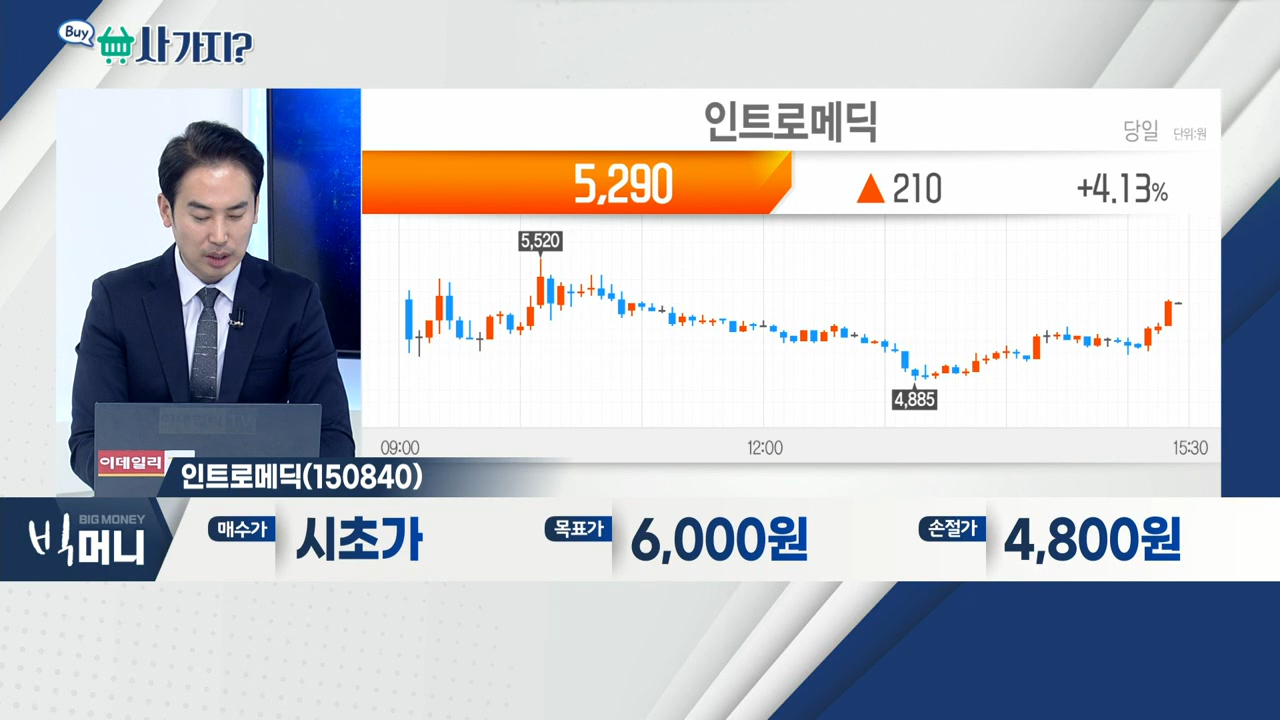 Buy 사가지?
인트로메딕
당일 단위:원
5,290 ▲210 +4.13%
5,520
4,885
09:00 12:00 15:30
이데일리
인트로메딕(150840)
BIG MONEY
빅머니
매수가 시초가 목표가 6,000원 손절가 4,800원